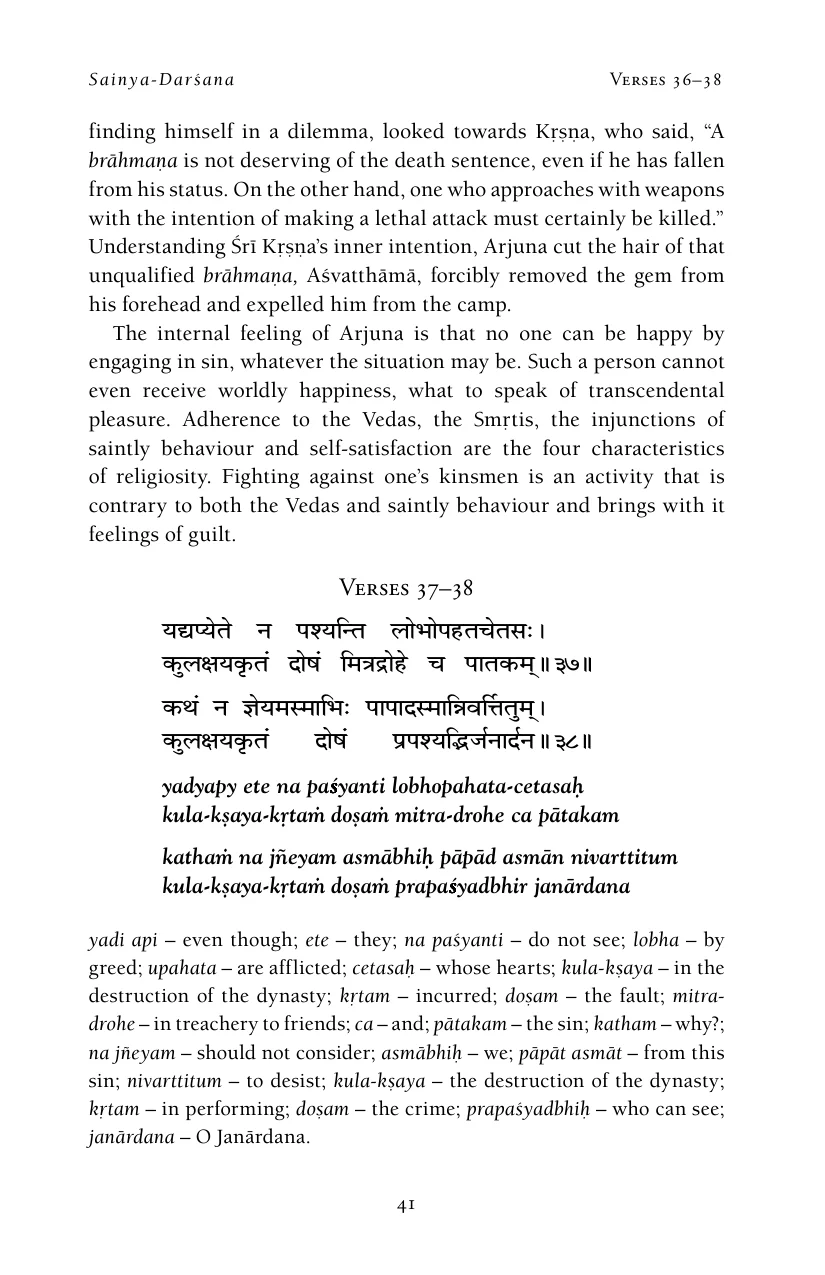 Sainya-Darśana Verses 36–38
finding himself in a dilemma, looked towards Kṛṣṇa, who said, “A
brāhmaṇa is not deserving of the death sentence, even if he has fallen
from his status. On the other hand, one who approaches with weapons
with the intention of making a lethal attack must certainly be killed.”
Understanding Śrī Kṛṣṇa’s inner intention, Arjuna cut the hair of that
unqualified brāhmaṇa, Aśvatthāmā, forcibly removed the gem from
his forehead and expelled him from the camp.
The internal feeling of Arjuna is that no one can be happy by
engaging in sin, whatever the situation may be. Such a person cannot
even receive worldly happiness, what to speak of transcendental
pleasure. Adherence to the Vedas, the Smṛtis, the injunctions of
saintly behaviour and self-satisfaction are the four characteristics
of religiosity. Fighting against one’s kinsmen is an activity that is
contrary to both the Vedas and saintly behaviour and brings with it
feelings of guilt.
Verses 37–38
यद्यप्येते न पश्यन्ति लोभोपहतचेतसः।
कुलक्षयकृतं दोषं मित्रद्रोहे च पातकम्॥३७॥
कथं न ज्ञेयमस्माभिः पापादस्मान्निवर्त्तितुम्।
कुलक्षयकृतं दोषं प्रपश्यद्भिर्जनार्दन॥३८॥
yadyapy ete na paśyanti lobhopahata-cetasaḥ
kula-kṣaya-kṛtaṁ doṣaṁ mitra-drohe ca pātakam
kathaṁ na jñeyam asmābhiḥ pāpād asmān nivarttitum
kula-kṣaya-kṛtaṁ doṣaṁ prapaśyadbhir janārdana
yadi api – even though; ete – they; na paśyanti – do not see; lobha – by
greed; upahata – are afflicted; cetasaḥ – whose hearts; kula-kṣaya – in the
destruction of the dynasty; kṛtam – incurred; doṣam – the fault; mitra-
drohe – in treachery to friends; ca – and; pātakam – the sin; katham – why?;
na jñeyam – should not consider; asmābhiḥ – we; pāpāt asmāt – from this
sin; nivarttitum – to desist; kula-kṣaya – the destruction of the dynasty;
kṛtam – in performing; doṣam – the crime; prapaśyadbhiḥ – who can see;
janārdana – O Janārdana.
41